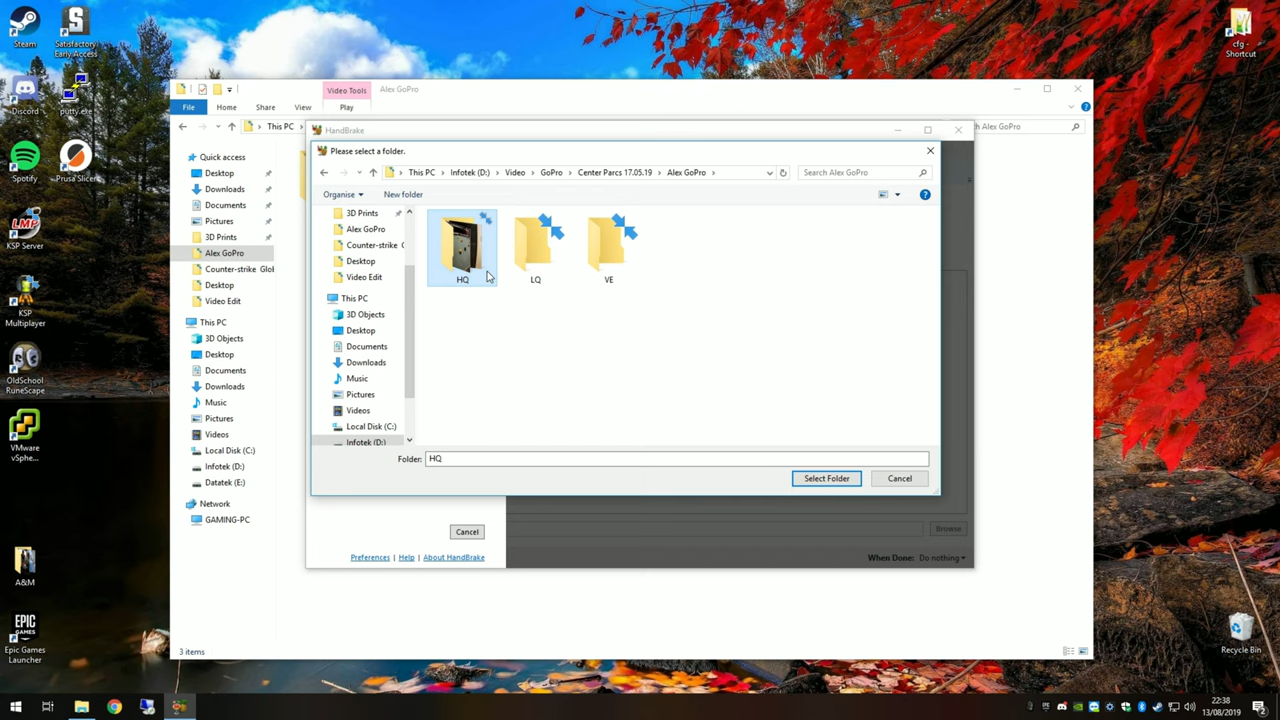 Steam
Satisfactory
Early Access
Discord
putty.exe
Spotify
Prusa Slicer
KSP Server
KSP
Multiplayer
OldSchool
RuneScape
VMware
vSphe...
A&M
Epic Games
Launcher
cfg -
Shortcut
Recycle Bin
Video Tools
Alex GoPro
File
Home
Share
View
Play
This PC
h Alex GoPro
Quick access
Desktop
Downloads
Documents
Pictures
3D Prints
Alex GoPro
Counter-strike Glol
Desktop
Video Edit
This PC
3D Objects
Desktop
Documents
Downloads
Music
Pictures
Videos
Local Disk (C:)
Infotek (D:)
Datatek (E:)
Network
GAMING-PC
3 items
HandBrake
Please select a folder.
This PC > Infotek (D:) > Video > GoPro > Center Parcs 17.05.19 > Alex GoPro >
Search Alex GoPro
Organise
New folder
3D Prints
Alex GoPro
Counter-strike G
Desktop
Video Edit
This PC
3D Objects
Desktop
Documents
Downloads
Music
Pictures
Videos
Local Disk (C:)
Infotek (D:)
HQ
LQ
VE
Folder: HQ
Select Folder
Cancel
Cancel
Browse
Preferences
Help
About HandBrake
When Done: Do nothing
22:38
13/08/2019
2